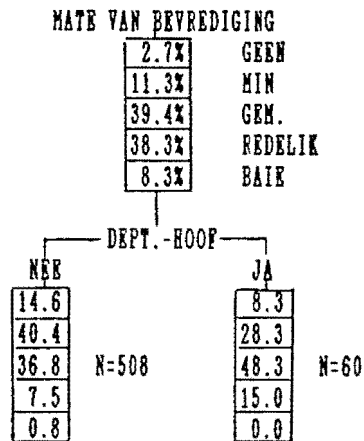 MATE VAN BEVREDIGING
2.7% GEEN
11.3% MIN
39.4% GEM.
38.3% REDELIK
8.3% BAIE
DEPT.-HOOF
NEE JA
14.6 8.3
40.4 28.3
36.8 N=508 48.3 N=60
7.5 15.0
0.8 0.0